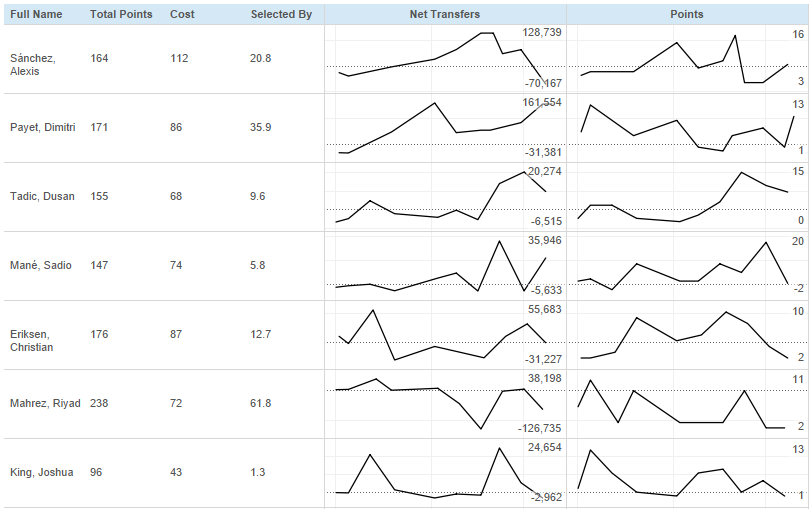 Full Name Total Points Cost Selected By Net Transfers Points
Sánchez, Alexis 164 112 20.8 128,739 -70,167 16 3
Payet, Dimitri 171 86 35.9 161,554 -31,381 13 1
Tadic, Dusan 155 68 9.6 20,274 -6,515 15 0
Mané, Sadio 147 74 5.8 35,946 -5,633 20 -2
Eriksen, Christian 176 87 12.7 55,683 -31,227 10 2
Mahrez, Riyad 238 72 61.8 38,198 -126,735 11 2
King, Joshua 96 43 1.3 24,654 -2,962 13 1